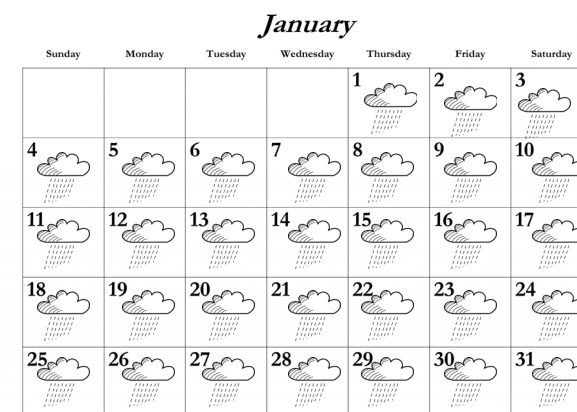 January
Sunday Monday Tuesday Wednesday Thursday Friday Saturday
1 2 3
4 5 6 7 8 9 10
11 12 13 14 15 16 17
18 19 20 21 22 23 24
25 26 27 28 29 30 31